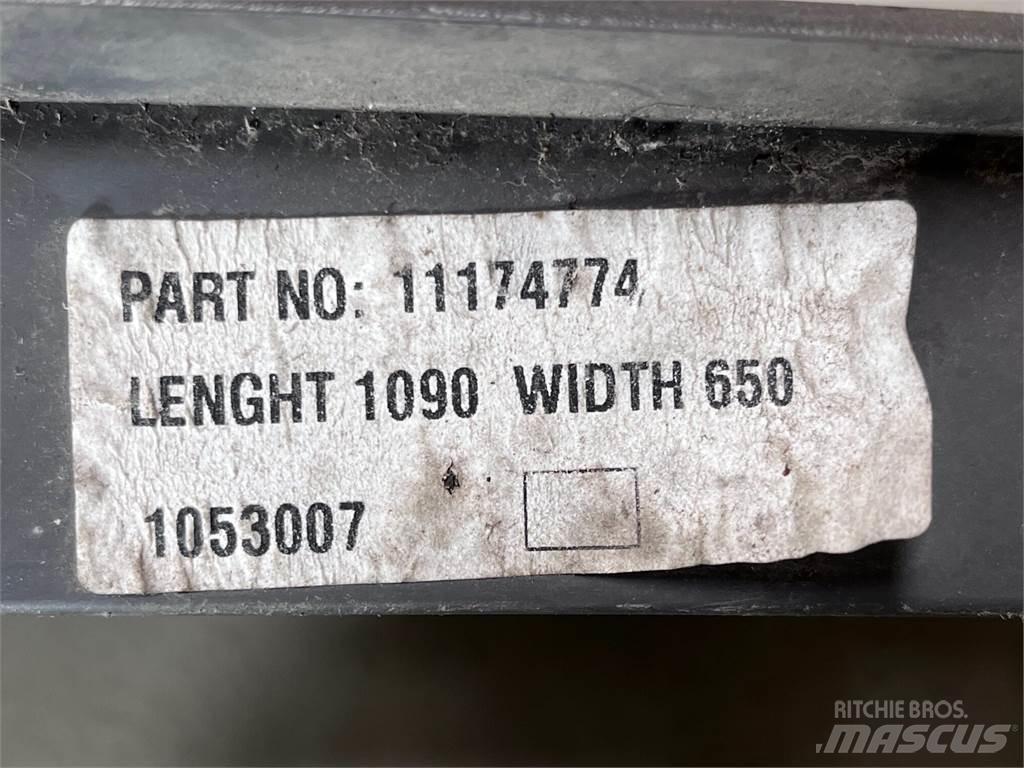 PART NO: 11174774
LENGHT 1090 WIDTH 650
1053007
RITCHIE BROS.
MASCUS